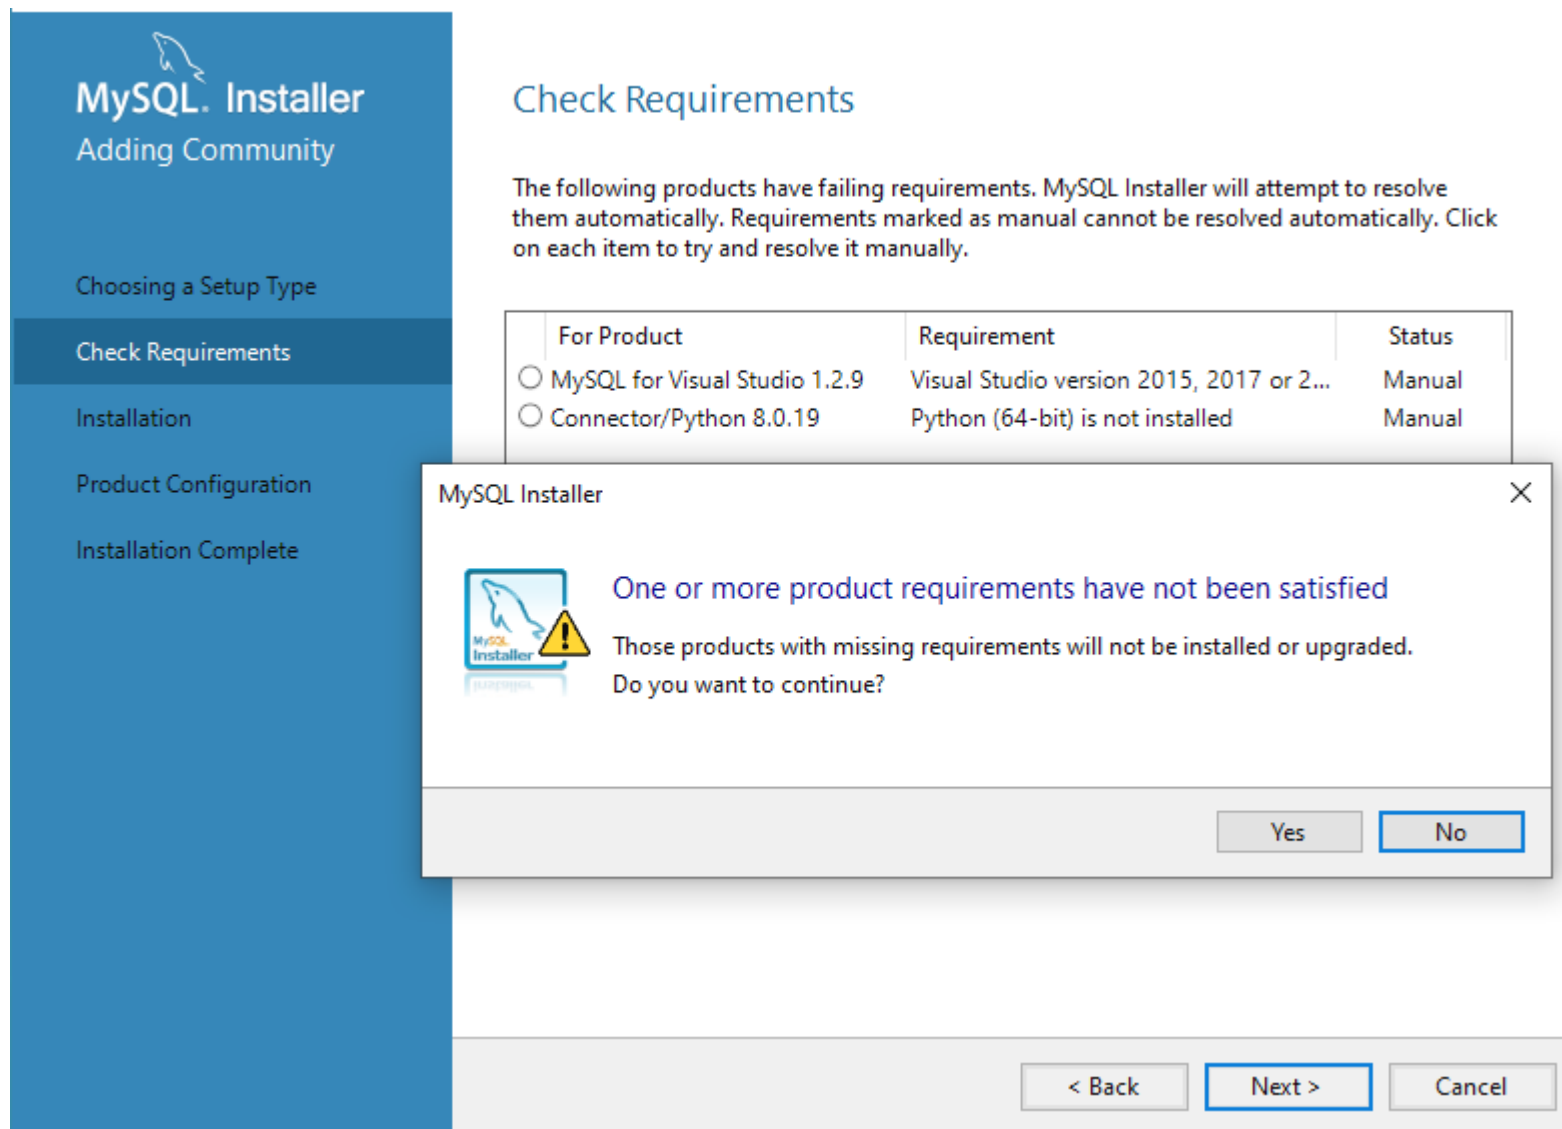 MySQL. Installer
Adding Community
Choosing a Setup Type
Check Requirements
Installation
Product Configuration
Installation Complete
Check Requirements
The following products have failing requirements. MySQL Installer will attempt to resolve
them automatically. Requirements marked as manual cannot be resolved automatically. Click
on each item to try and resolve it manually.
For Product Requirement Status
MySQL for Visual Studio 1.2.9 Visual Studio version 2015, 2017 or 2... Manual
Connector/Python 8.0.19 Python (64-bit) is not installed Manual
MySQL Installer
MySQL
Installer
One or more product requirements have not been satisfied
Those products with missing requirements will not be installed or upgraded.
Do you want to continue?
Yes No
< Back Next > Cancel